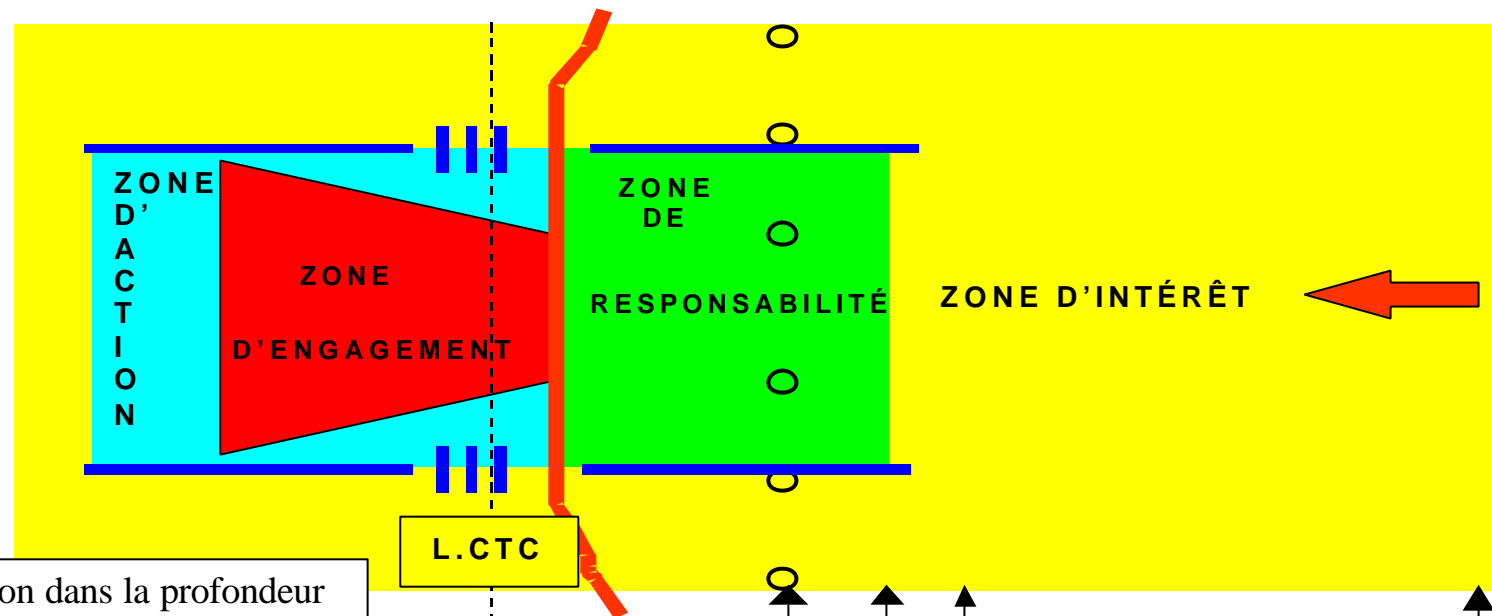 ZONE
D’
A
C
T
I
O
N
ZONE
D’ENGAGEMENT
ZONE
DE
RESPONSABILITÉ
ZONE D’INTÉRÊT
L.CTC
on dans la profondeur